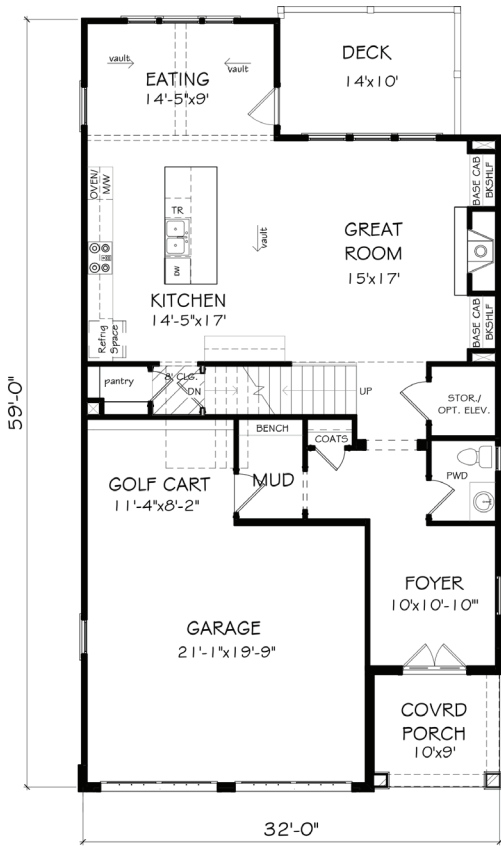 DECK
14'x10'
vault
vault
EATING
14'-5"x9'
OVEN/
M/W
BASE CAB
BKSHLF
TR
DW
vault
GREAT
ROOM
15'x17'
KITCHEN
14'-5"x17'
Refrig
Space
BASE CAB
BKSHLF
pantry
8' CLG.
DN
UP
STOR./
OPT. ELEV.
59'-0"
BENCH
COATS
GOLF CART
11'-4"x8'-2"
MUD
PWD
FOYER
10'x10'-10'"
GARAGE
21'-1"x19'-9"
COVRD
PORCH
10'x9'
32'-0"